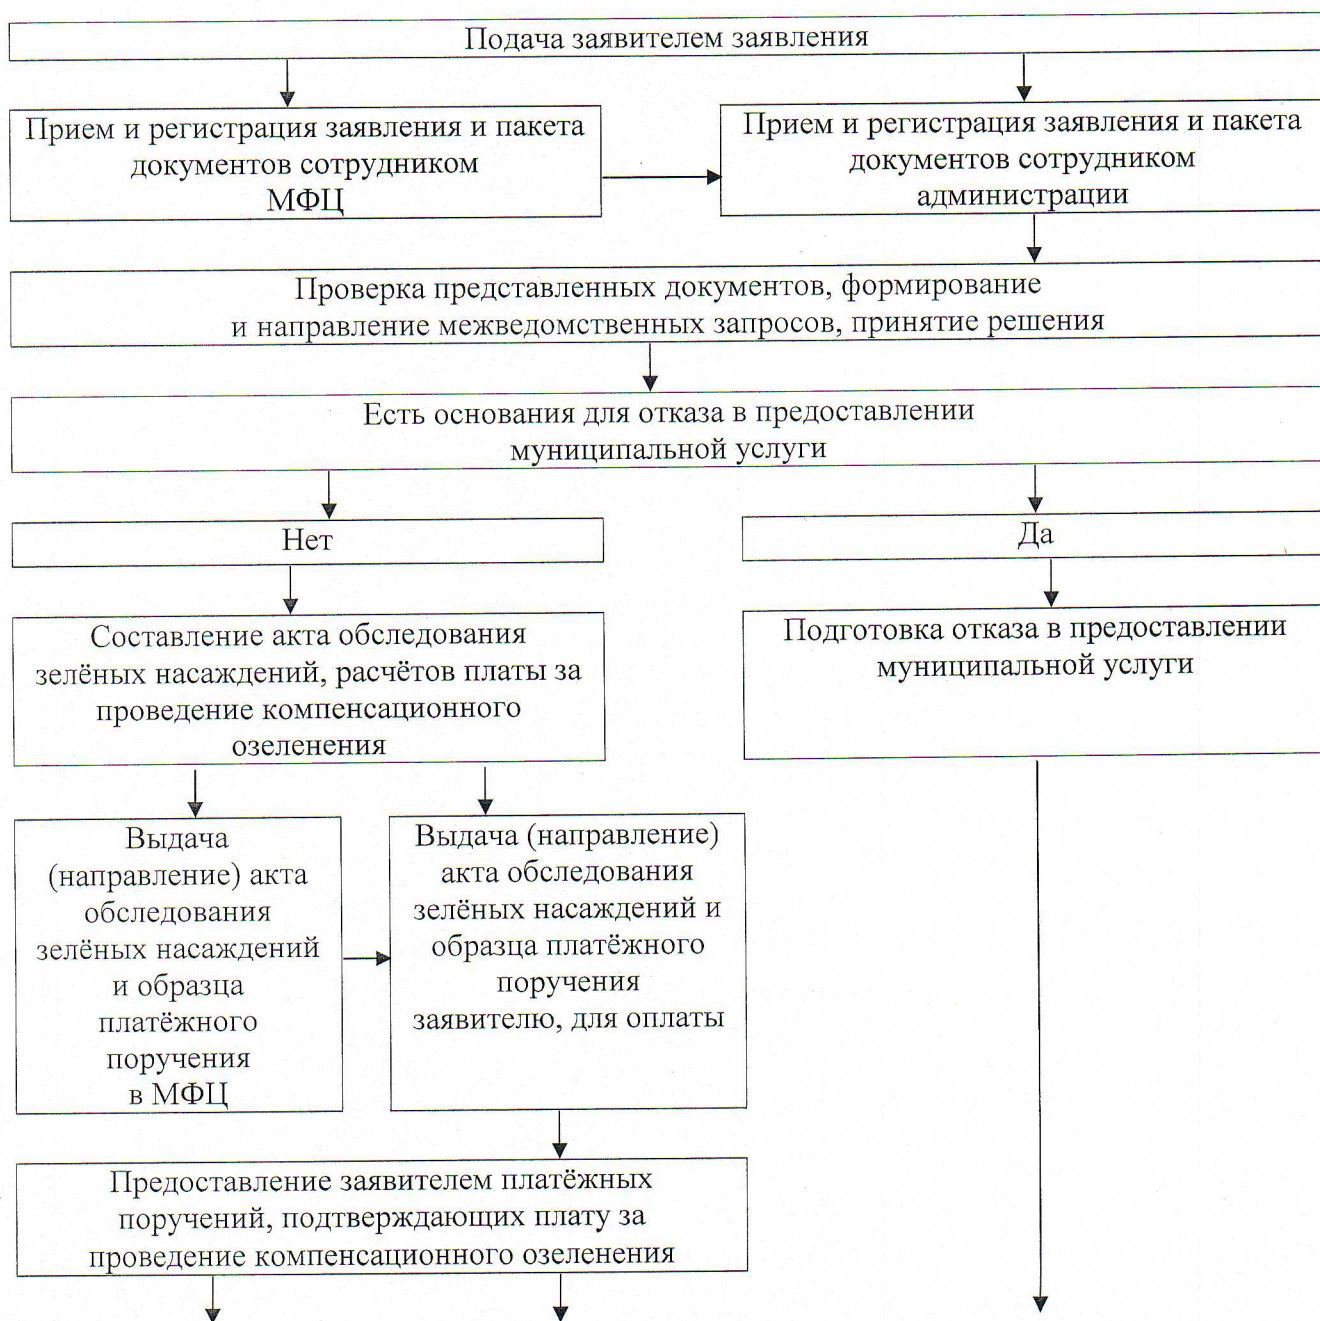 Подача заявителем заявления
Прием и регистрация заявления и пакета
документов сотрудником
МФЦ
Прием и регистрация заявления и пакета
документов сотрудником
администрации
Проверка представленных документов, формирование
и направление межведомственных запросов, принятие решения
Есть основания для отказа в предоставлении
муниципальной услуги
Нет
Да
Составление акта обследования
зелёных насаждений, расчётов платы за
проведение компенсационного
озеленения
Подготовка отказа в предоставлении
муниципальной услуги
Выдача
(направление) акта
обследования
зелёных насаждений
и образца
платёжного
поручения
в МФЦ
Выдача (направление)
акта обследования
зелёных насаждений и
образца платёжного
поручения
заявителю, для оплаты
Предоставление заявителем платёжных
поручений, подтверждающих плату за
проведение компенсационного озеленения